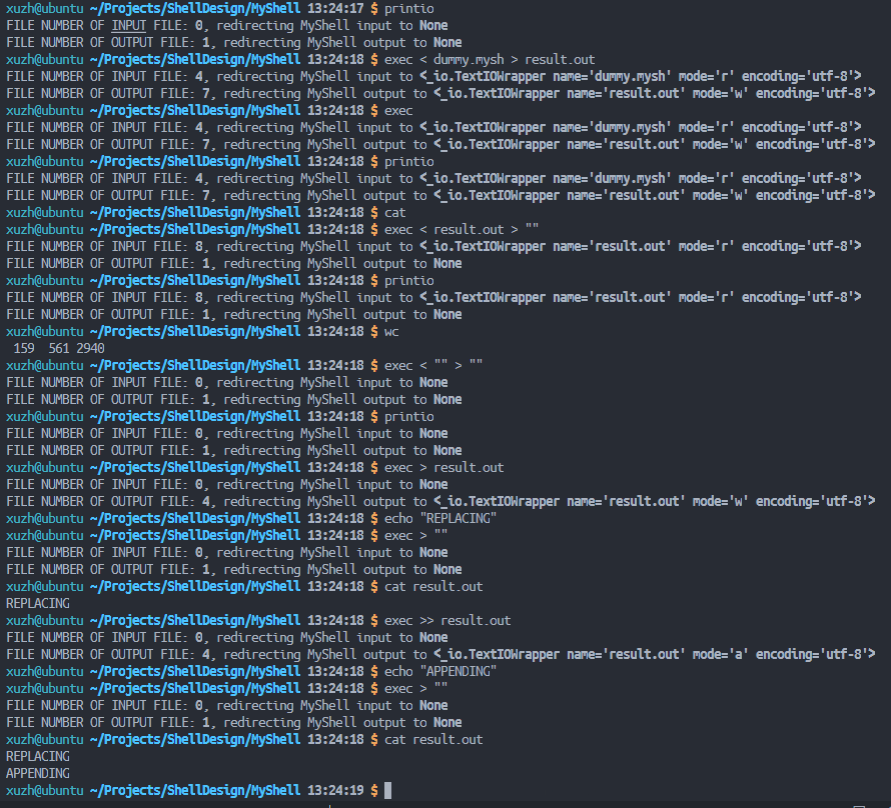 xuzh@ubuntu ~/Projects/ShellDesign/MyShell 13:24:17 $ printio
FILE NUMBER OF INPUT FILE: 0, redirecting MyShell input to None
FILE NUMBER OF OUTPUT FILE: 1, redirecting MyShell output to None
xuzh@ubuntu ~/Projects/ShellDesign/MyShell 13:24:18 $ exec < dummy.mysh > result.out
FILE NUMBER OF INPUT FILE: 4, redirecting MyShell input to <_io.TextIOWrapper name='dummy.mysh' mode='r' encoding='utf-8'>
FILE NUMBER OF OUTPUT FILE: 7, redirecting MyShell output to <_io.TextIOWrapper name='result.out' mode='w' encoding='utf-8'>
xuzh@ubuntu ~/Projects/ShellDesign/MyShell 13:24:18 $ exec
FILE NUMBER OF INPUT FILE: 4, redirecting MyShell input to <_io.TextIOWrapper name='dummy.mysh' mode='r' encoding='utf-8'>
FILE NUMBER OF OUTPUT FILE: 7, redirecting MyShell output to <_io.TextIOWrapper name='result.out' mode='w' encoding='utf-8'>
xuzh@ubuntu ~/Projects/ShellDesign/MyShell 13:24:18 $ printio
FILE NUMBER OF INPUT FILE: 4, redirecting MyShell input to <_io.TextIOWrapper name='dummy.mysh' mode='r' encoding='utf-8'>
FILE NUMBER OF OUTPUT FILE: 7, redirecting MyShell output to <_io.TextIOWrapper name='result.out' mode='w' encoding='utf-8'>
xuzh@ubuntu ~/Projects/ShellDesign/MyShell 13:24:18 $ cat
xuzh@ubuntu ~/Projects/ShellDesign/MyShell 13:24:18 $ exec < result.out > ""
FILE NUMBER OF INPUT FILE: 8, redirecting MyShell input to <_io.TextIOWrapper name='result.out' mode='r' encoding='utf-8'>
FILE NUMBER OF OUTPUT FILE: 1, redirecting MyShell output to None
xuzh@ubuntu ~/Projects/ShellDesign/MyShell 13:24:18 $ printio
FILE NUMBER OF INPUT FILE: 8, redirecting MyShell input to <_io.TextIOWrapper name='result.out' mode='r' encoding='utf-8'>
FILE NUMBER OF OUTPUT FILE: 1, redirecting MyShell output to None
xuzh@ubuntu ~/Projects/ShellDesign/MyShell 13:24:18 $ wc
159 561 2940
xuzh@ubuntu ~/Projects/ShellDesign/MyShell 13:24:18 $ exec < "" > ""
FILE NUMBER OF INPUT FILE: 0, redirecting MyShell input to None
FILE NUMBER OF OUTPUT FILE: 1, redirecting MyShell output to None
xuzh@ubuntu ~/Projects/ShellDesign/MyShell 13:24:18 $ printio
FILE NUMBER OF INPUT FILE: 0, redirecting MyShell input to None
FILE NUMBER OF OUTPUT FILE: 1, redirecting MyShell output to None
xuzh@ubuntu ~/Projects/ShellDesign/MyShell 13:24:18 $ exec > result.out
FILE NUMBER OF INPUT FILE: 0, redirecting MyShell input to None
FILE NUMBER OF OUTPUT FILE: 4, redirecting MyShell output to <_io.TextIOWrapper name='result.out' mode='w' encoding='utf-8'>
xuzh@ubuntu ~/Projects/ShellDesign/MyShell 13:24:18 $ echo "REPLACING"
xuzh@ubuntu ~/Projects/ShellDesign/MyShell 13:24:18 $ exec > ""
FILE NUMBER OF INPUT FILE: 0, redirecting MyShell input to None
FILE NUMBER OF OUTPUT FILE: 1, redirecting MyShell output to None
xuzh@ubuntu ~/Projects/ShellDesign/MyShell 13:24:18 $ cat result.out
REPLACING
xuzh@ubuntu ~/Projects/ShellDesign/MyShell 13:24:18 $ exec >> result.out
FILE NUMBER OF INPUT FILE: 0, redirecting MyShell input to None
FILE NUMBER OF OUTPUT FILE: 4, redirecting MyShell output to <_io.TextIOWrapper name='result.out' mode='a' encoding='utf-8'>
xuzh@ubuntu ~/Projects/ShellDesign/MyShell 13:24:18 $ echo "APPENDING"
xuzh@ubuntu ~/Projects/ShellDesign/MyShell 13:24:18 $ exec > ""
FILE NUMBER OF INPUT FILE: 0, redirecting MyShell input to None
FILE NUMBER OF OUTPUT FILE: 1, redirecting MyShell output to None
xuzh@ubuntu ~/Projects/ShellDesign/MyShell 13:24:18 $ cat result.out
REPLACING
APPENDING
xuzh@ubuntu ~/Projects/ShellDesign/MyShell 13:24:19 $